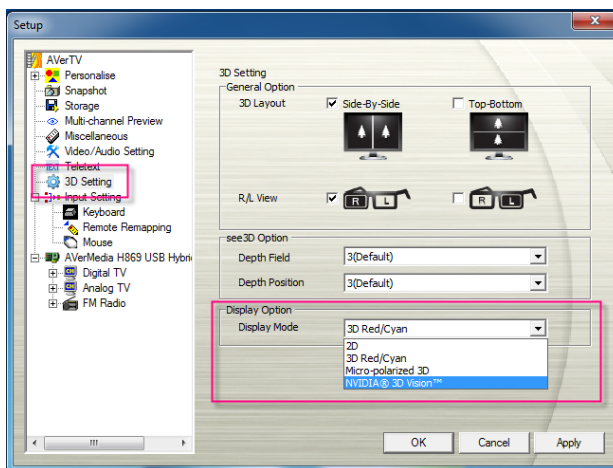 Setup
AVerTV
Personalise
Snapshot
Storage
Multi-channel Preview
Miscellaneous
Video/Audio Setting
TEXT Teletext
3D Setting
Input Setting
Keyboard
Remote Remapping
Mouse
AVerMedia H869 USB Hybri
Digital TV
Analog TV
FM Radio
3D Setting
General Option
3D Layout
Side-By-Side
Top-Bottom
R/L View
R L
R L
see3D Option
Depth Field
3(Default)
Depth Position
3(Default)
Display Option
Display Mode
3D Red/Cyan
2D
3D Red/Cyan
Micro-polarized 3D
NVIDIA® 3D Vision™
OK
Cancel
Apply